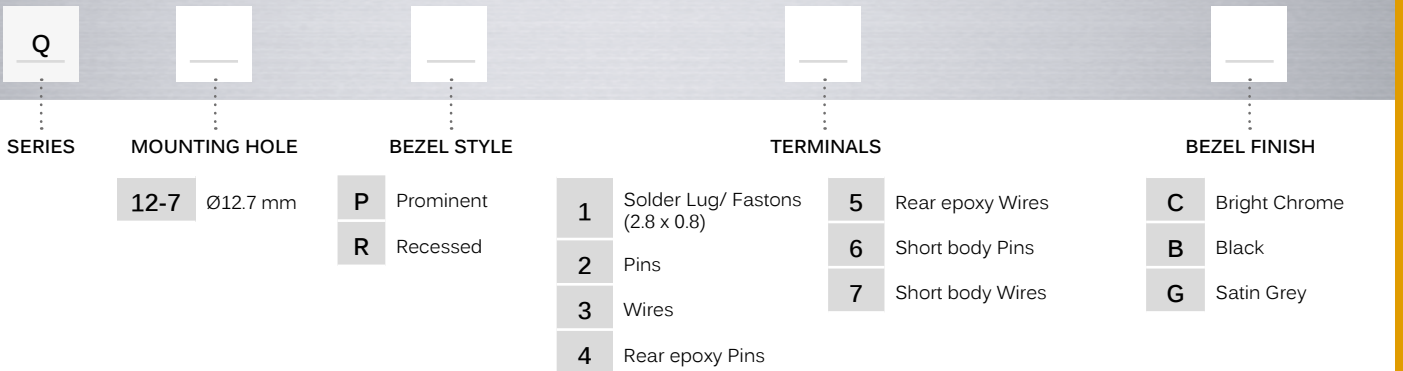 Q
SERIES
MOUNTING HOLE
12-7 Ø12.7 mm
BEZEL STYLE
P Prominent
R Recessed
TERMINALS
1 Solder Lug/ Fastons
(2.8 x 0.8)
2 Pins
3 Wires
4 Rear epoxy Pins
5 Rear epoxy Wires
6 Short body Pins
7 Short body Wires
BEZEL FINISH
C Bright Chrome
B Black
G Satin Grey